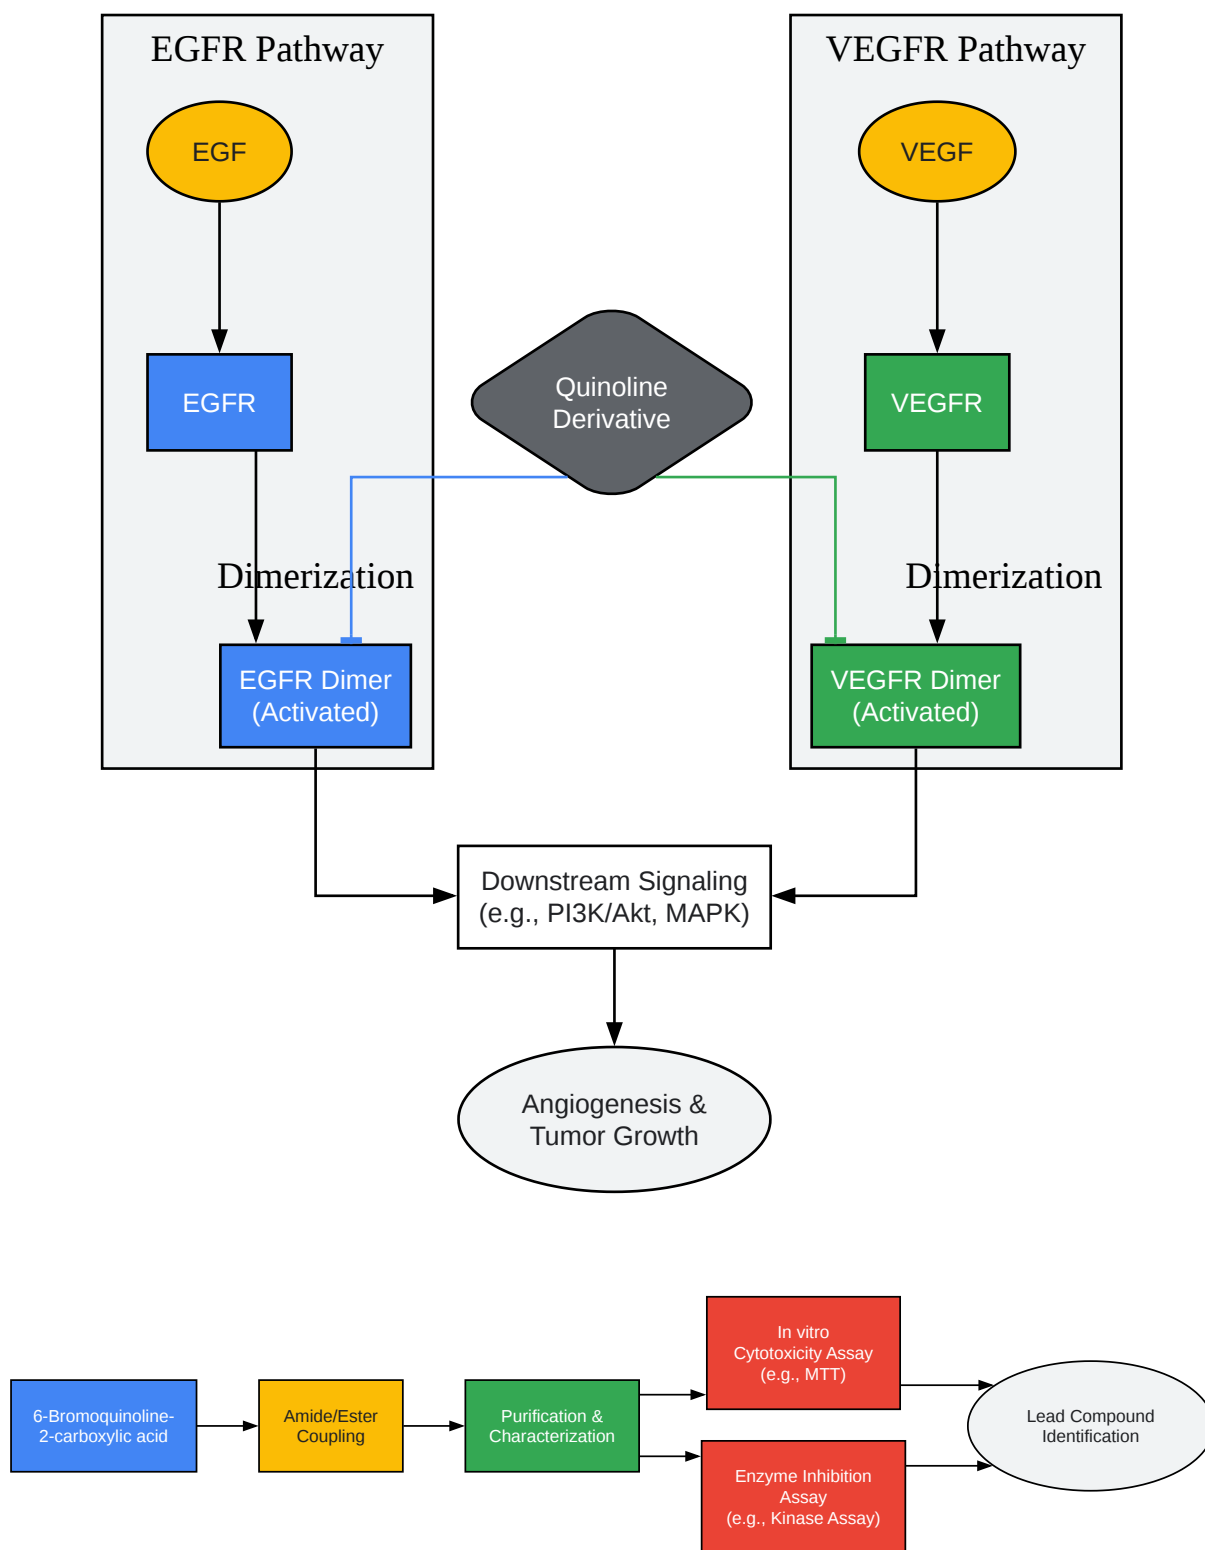 EGFR Pathway
VEGFR Pathway
EGF
VEGF
EGFR
Quinoline
Derivative
VEGFR
Dimerization
Dimerization
EGFR Dimer
(Activated)
VEGFR Dimer
(Activated)
Downstream Signaling
(e.g., PI3K/Akt, MAPK)
Angiogenesis &
Tumor Growth
6-Bromoquinoline-
2-carboxylic acid
Amide/Ester
Coupling
Purification &
Characterization
In vitro
Cytotoxicity Assay
(e.g., MTT)
Enzyme Inhibition
Assay
(e.g., Kinase Assay)
Lead Compound
Identification